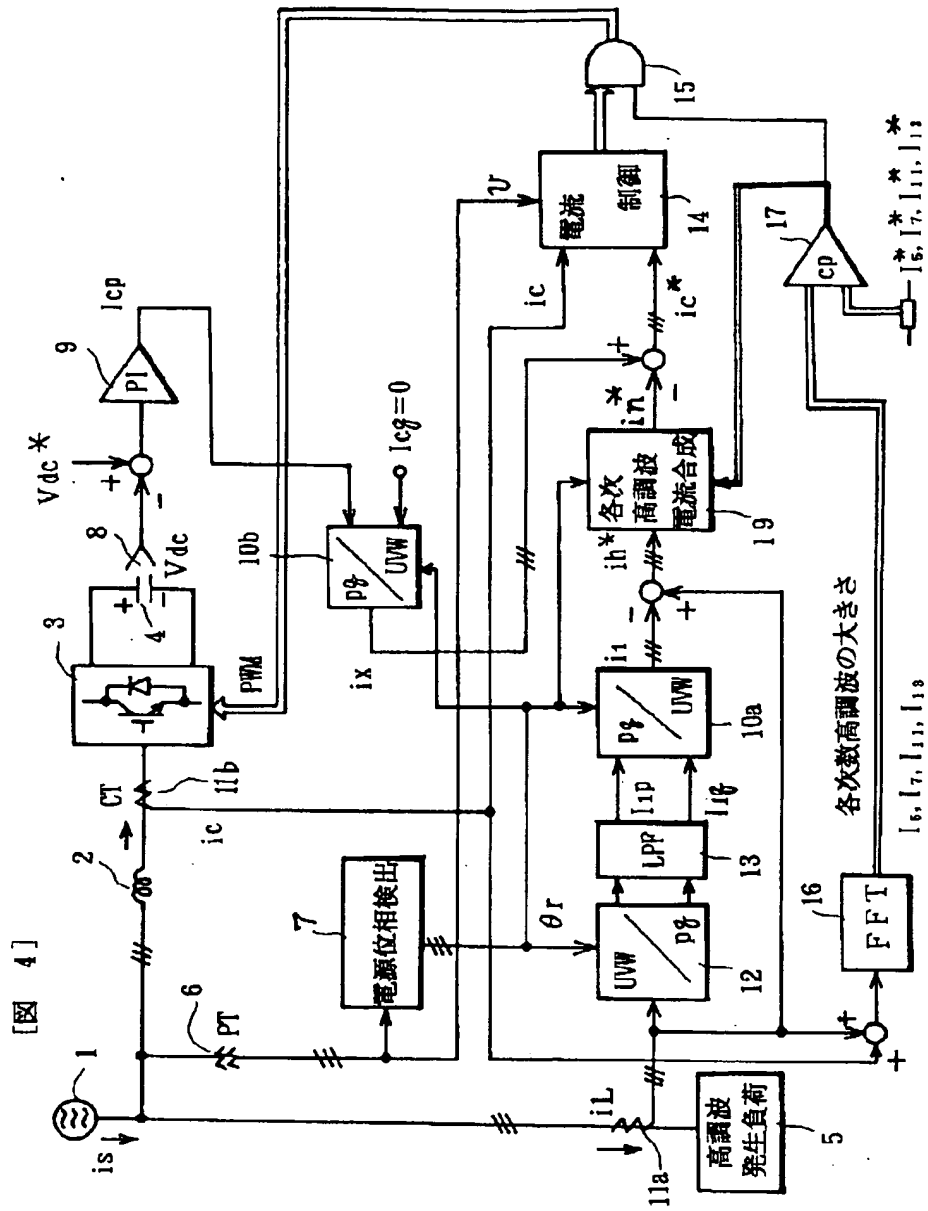 [図 4]
1
is
2
CT
11b
ic
3
PWM
4
8
Vdc
Vdc*
+
-
9
PI
Icp
6
PT
7
電源位相検出
θr
10b
pq
UVW
Icq=0
ix
υ
ic
電流
制御
14
15
ic*
+
-
in*
各次
高調波
電流合成
19
ih*
-
+
i1
pq
UVW
10a
I1p
I1q
LPF
13
UVW
pq
12
iL
11a
高調波
発生負荷
5
+
+
16
FFT
各次数高調波の大きさ
I5, I7, I11, I13
17
cp
I5*, I7*, I11*, I13*